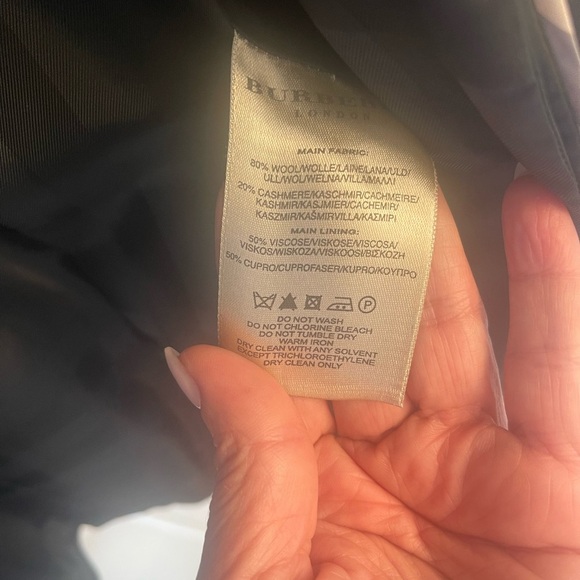 BURBER
LONDON
MAIN FABRIC:
80% WOOL/WOLLE/LAINE/LANA/ULD/
ULL/WOL/WEŁNA/VILLA/ΜΑΛΛΙ
20% CASHMERE/KASCHMIR/CACHMEIRE/
KASHMIR/KASJMIER/CACHEMIR/
KASZMIR/KAŠMIRVILLA/ΚΑΣΜΙΡΙ
MAIN LINING:
50% VISCOSE/VISKOSE/VISCOSA/
VISKOS/WISKOZA/VISKOOSI/ΒΙΣΚΟΖΗ
50% CUPRO/CUPROFASER/KUPRO/ΚΟΥΠΡΟ
P
DO NOT WASH
DO NOT CHLORINE BLEACH
DO NOT TUMBLE DRY
WARM IRON
DRY CLEAN WITH ANY SOLVENT
EXCEPT TRICHLOROETHYLENE
DRY CLEAN ONLY